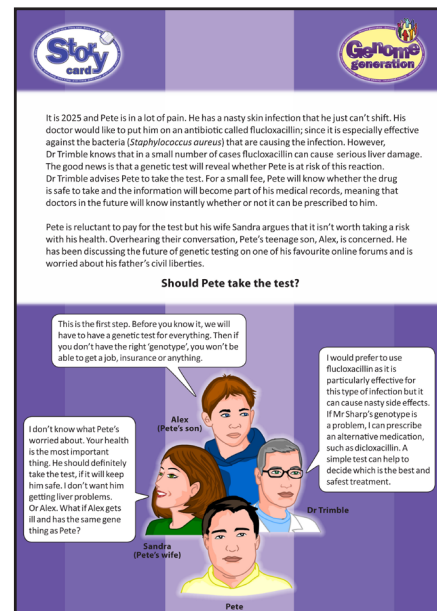 Story
card
Genome
generation
It is 2025 and Pete is in a lot of pain. He has a nasty skin infection that he just can't shift. His
doctor would like to put him on an antibiotic called flucloxacillin; since it is especially effective
against the bacteria (Staphylococcus aureus) that are causing the infection. However,
Dr Trimble knows that in a small number of cases flucloxacillin can cause serious liver damage.
The good news is that a genetic test will reveal whether Pete is at risk of this reaction.
Dr Trimble advises Pete to take the test. For a small fee, Pete will know whether the drug
is safe to take and the information will become part of his medical records, meaning that
doctors in the future will know instantly whether or not it can be prescribed to him.
Pete is reluctant to pay for the test but his wife Sandra argues that it isn't worth taking a risk
with his health. Overhearing their conversation, Pete's teenage son, Alex, is concerned. He
has been discussing the future of genetic testing on one of his favourite online forums and is
worried about his father's civil liberties.
Should Pete take the test?
This is the first step. Before you know it, we will
have to have a genetic test for everything. Then if
you don't have the right 'genotype', you won't be
able to get a job, insurance or anything.
I would prefer to use
flucloxacillin as it is
particularly effective for
this type of infection but it
can cause nasty side effects.
If Mr Sharp's genotype is
a problem, I can prescribe
an alternative medication,
such as dicloxacillin. A
simple test can help to
decide which is the best and
safest treatment.
Alex
(Pete's son)
I don't know what Pete's
worried about. Your health
is the most important
thing. He should definitely
take the test, if it will keep
him safe. I don't want him
getting liver problems.
Or Alex. What if Alex gets
ill and has the same gene
thing as Pete?
Dr Trimble
Sandra
(Pete's wife)
Pete